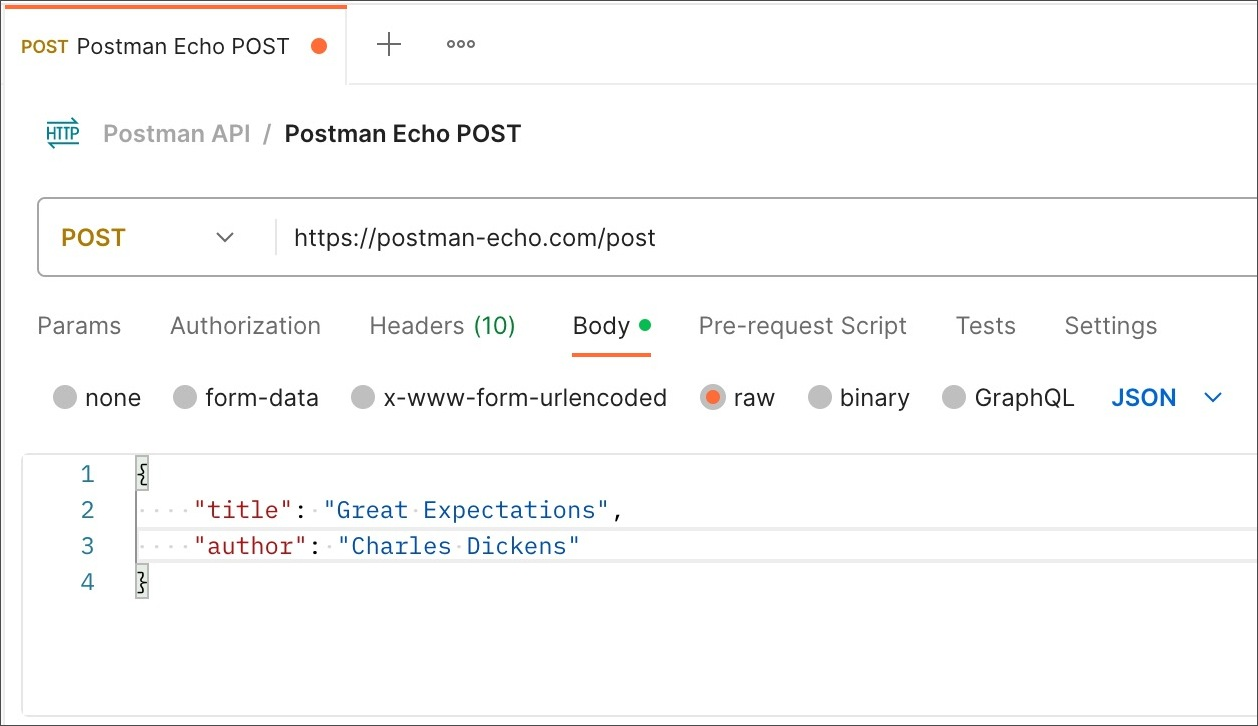 POST Postman Echo POST
HTTP Postman API / Postman Echo POST
POST https://postman-echo.com/post
Params Authorization Headers (10) Body Pre-request Script Tests Settings
none form-data x-www-form-urlencoded raw binary GraphQL JSON
1 {
2 "title": "Great Expectations",
3 "author": "Charles Dickens"
4 }